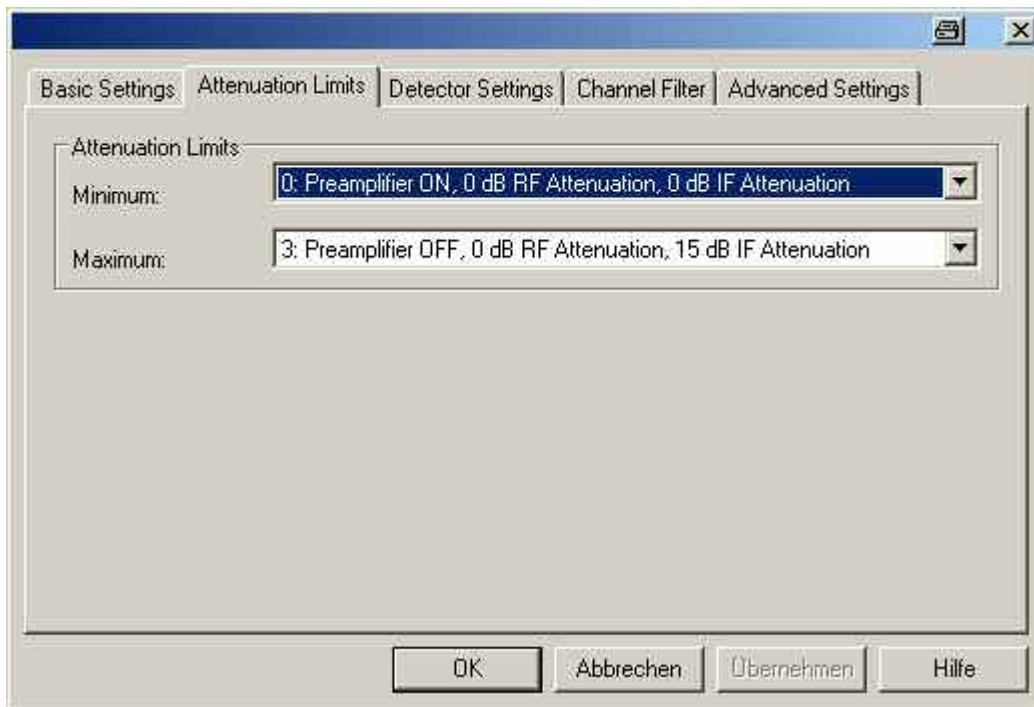 Basic Settings Attenuation Limits Detector Settings Channel Filter Advanced Settings
Attenuation Limits
Minimum: 0: Preamplifier ON, 0 dB RF Attenuation, 0 dB IF Attenuation
Maximum: 3: Preamplifier OFF, 0 dB RF Attenuation, 15 dB IF Attenuation
OK Abbrechen Übernehmen Hilfe